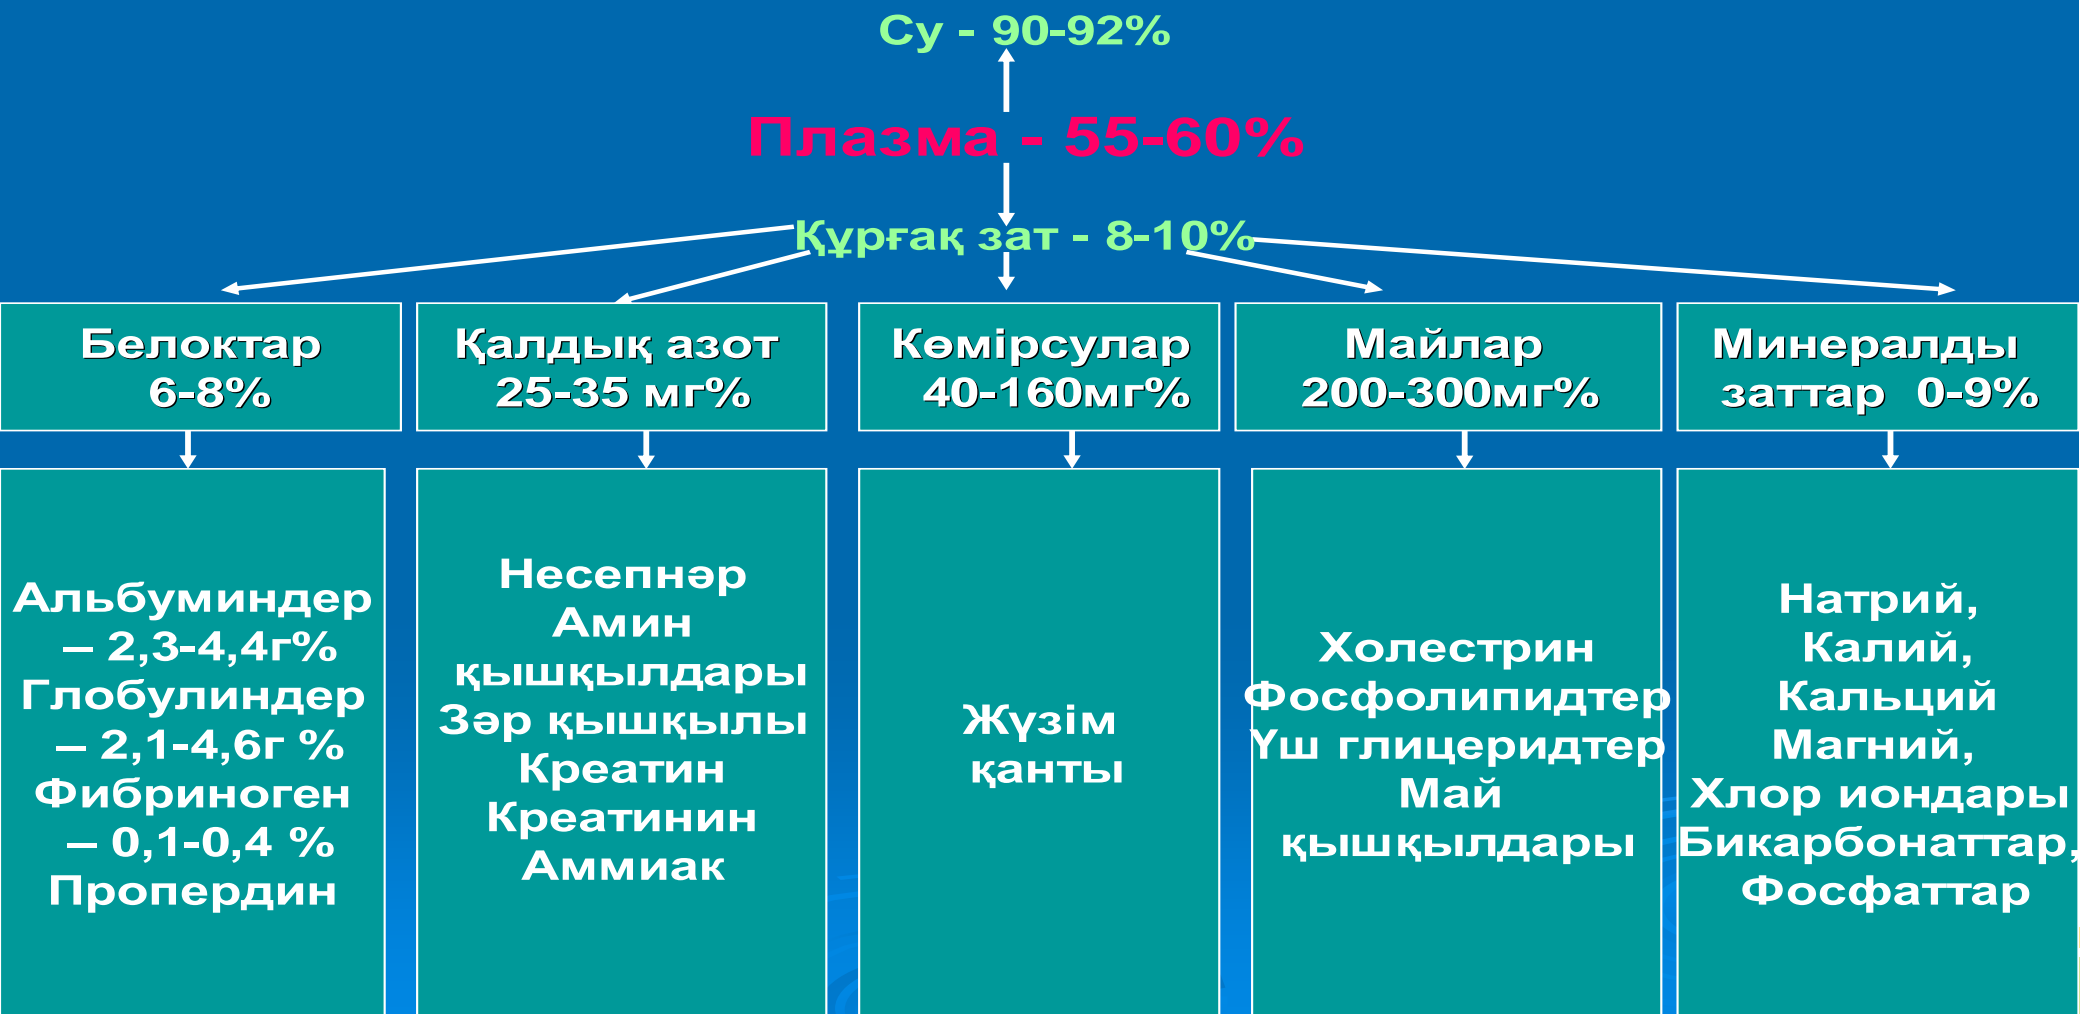 Су - 90-92%
Плазма - 55-60%
Құрғақ зат - 8-10%
Белоктар
6-8%
Қалдық азот
25-35 мг%
Көмірсулар
40-160мг%
Майлар
200-300мг%
Минералды
заттар 0-9%
Альбуминдер
– 2,3-4,4г%
Глобулиндер
– 2,1-4,6г %
Фибриноген
– 0,1-0,4 %
Пропердин
Несепнәр
Амин
қышқылдары
Зәр қышқылы
Креатин
Креатинин
Аммиак
Жүзім
қанты
Холестрин
Фосфолипидтер
Үш глицеридтер
Май
қышқылдары
Натрий,
Калий,
Кальций
Магний,
Хлор иондары
Бикарбонаттар,
Фосфаттар